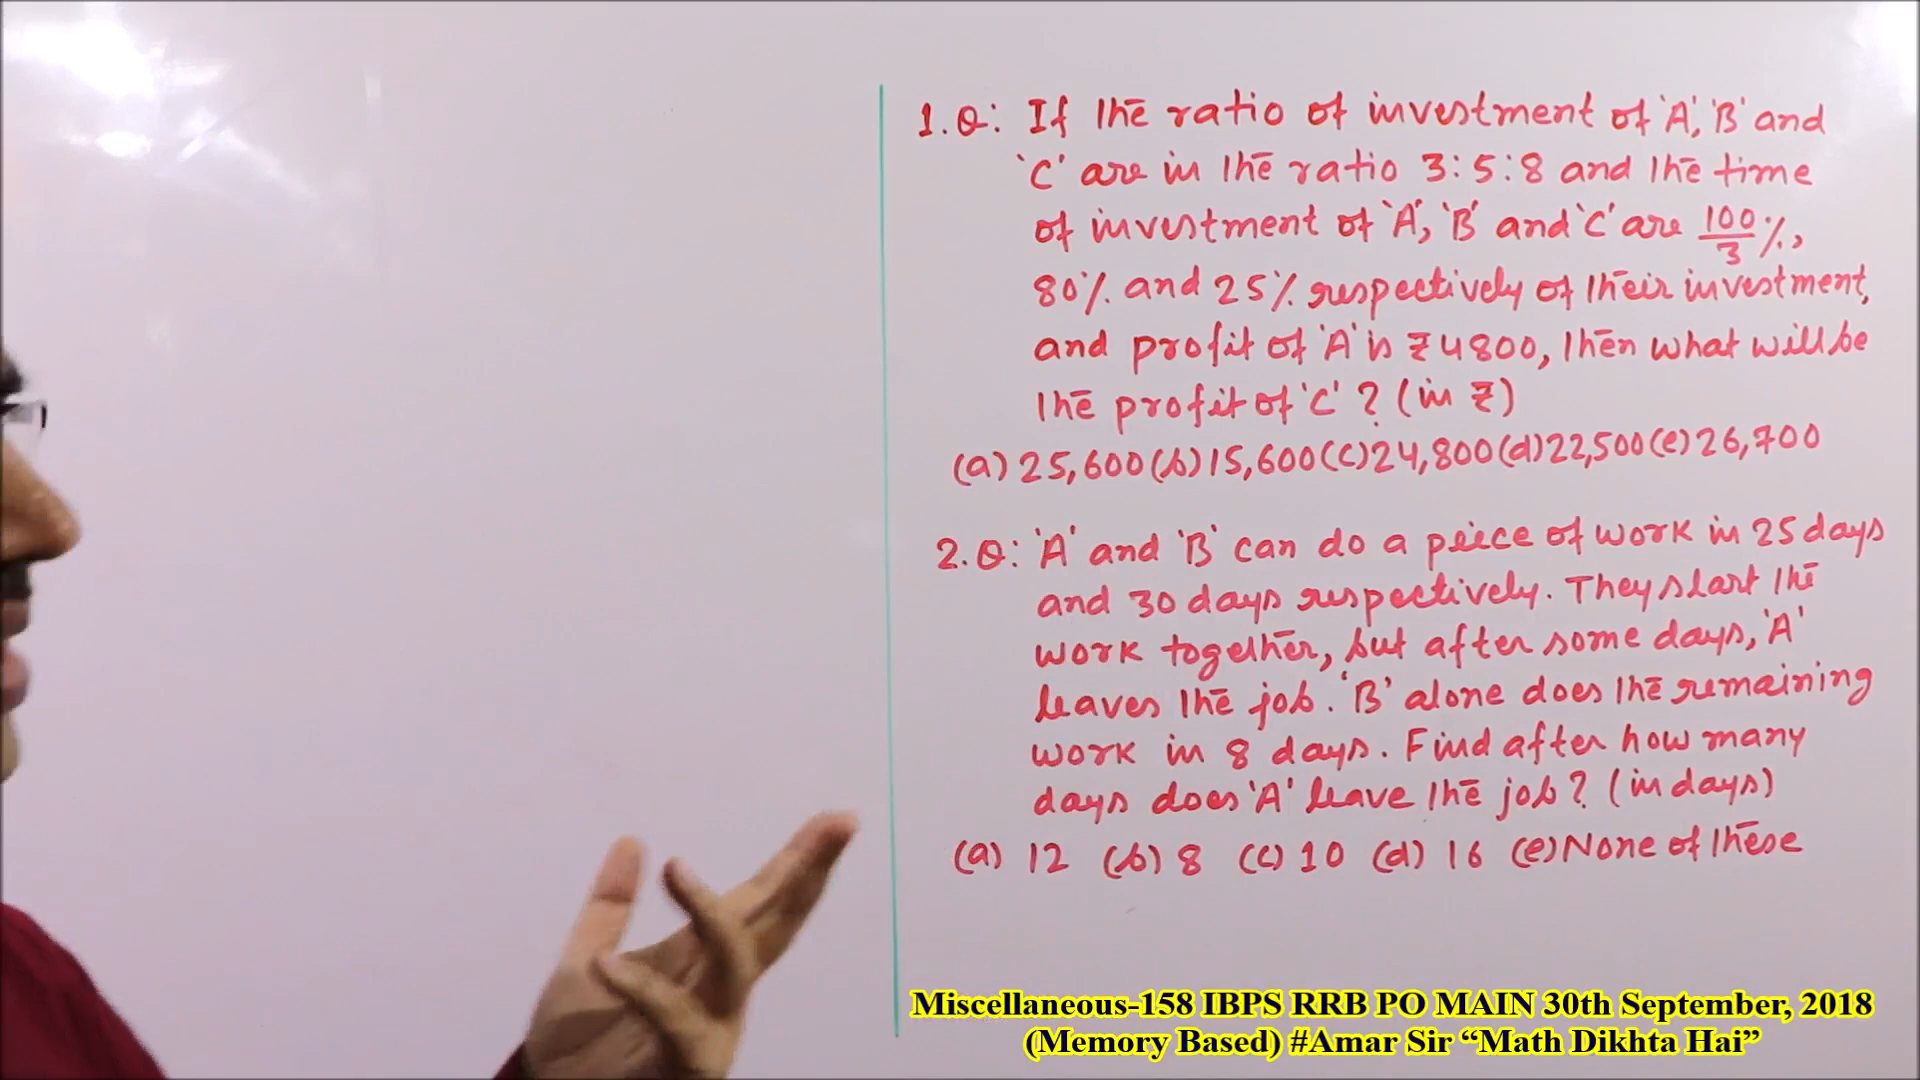 1.Q: If the ratio of investment of 'A', 'B' and
'C' are in the ratio 3:5:8 and the time
of investment of 'A', 'B' and 'C' are 100/3 %,
80% and 25% respectively of their investment,
and profit of 'A' is ₹4800, then what will be
the profit of 'C'? (in ₹)
(a) 25,600 (b) 15,600 (c) 24,800 (d) 22,500 (e) 26,700
2.Q: 'A' and 'B' can do a piece of work in 25 days
and 30 days respectively. They start the
work together, but after some days, 'A'
leaves the job. 'B' alone does the remaining
work in 8 days. Find after how many
days does 'A' leave the job? (in days)
(a) 12 (b) 8 (c) 10 (d) 16 (e) None of these
Miscellaneous-158 IBPS RRB PO MAIN 30th September, 2018
(Memory Based) #Amar Sir “Math Dikhta Hai”